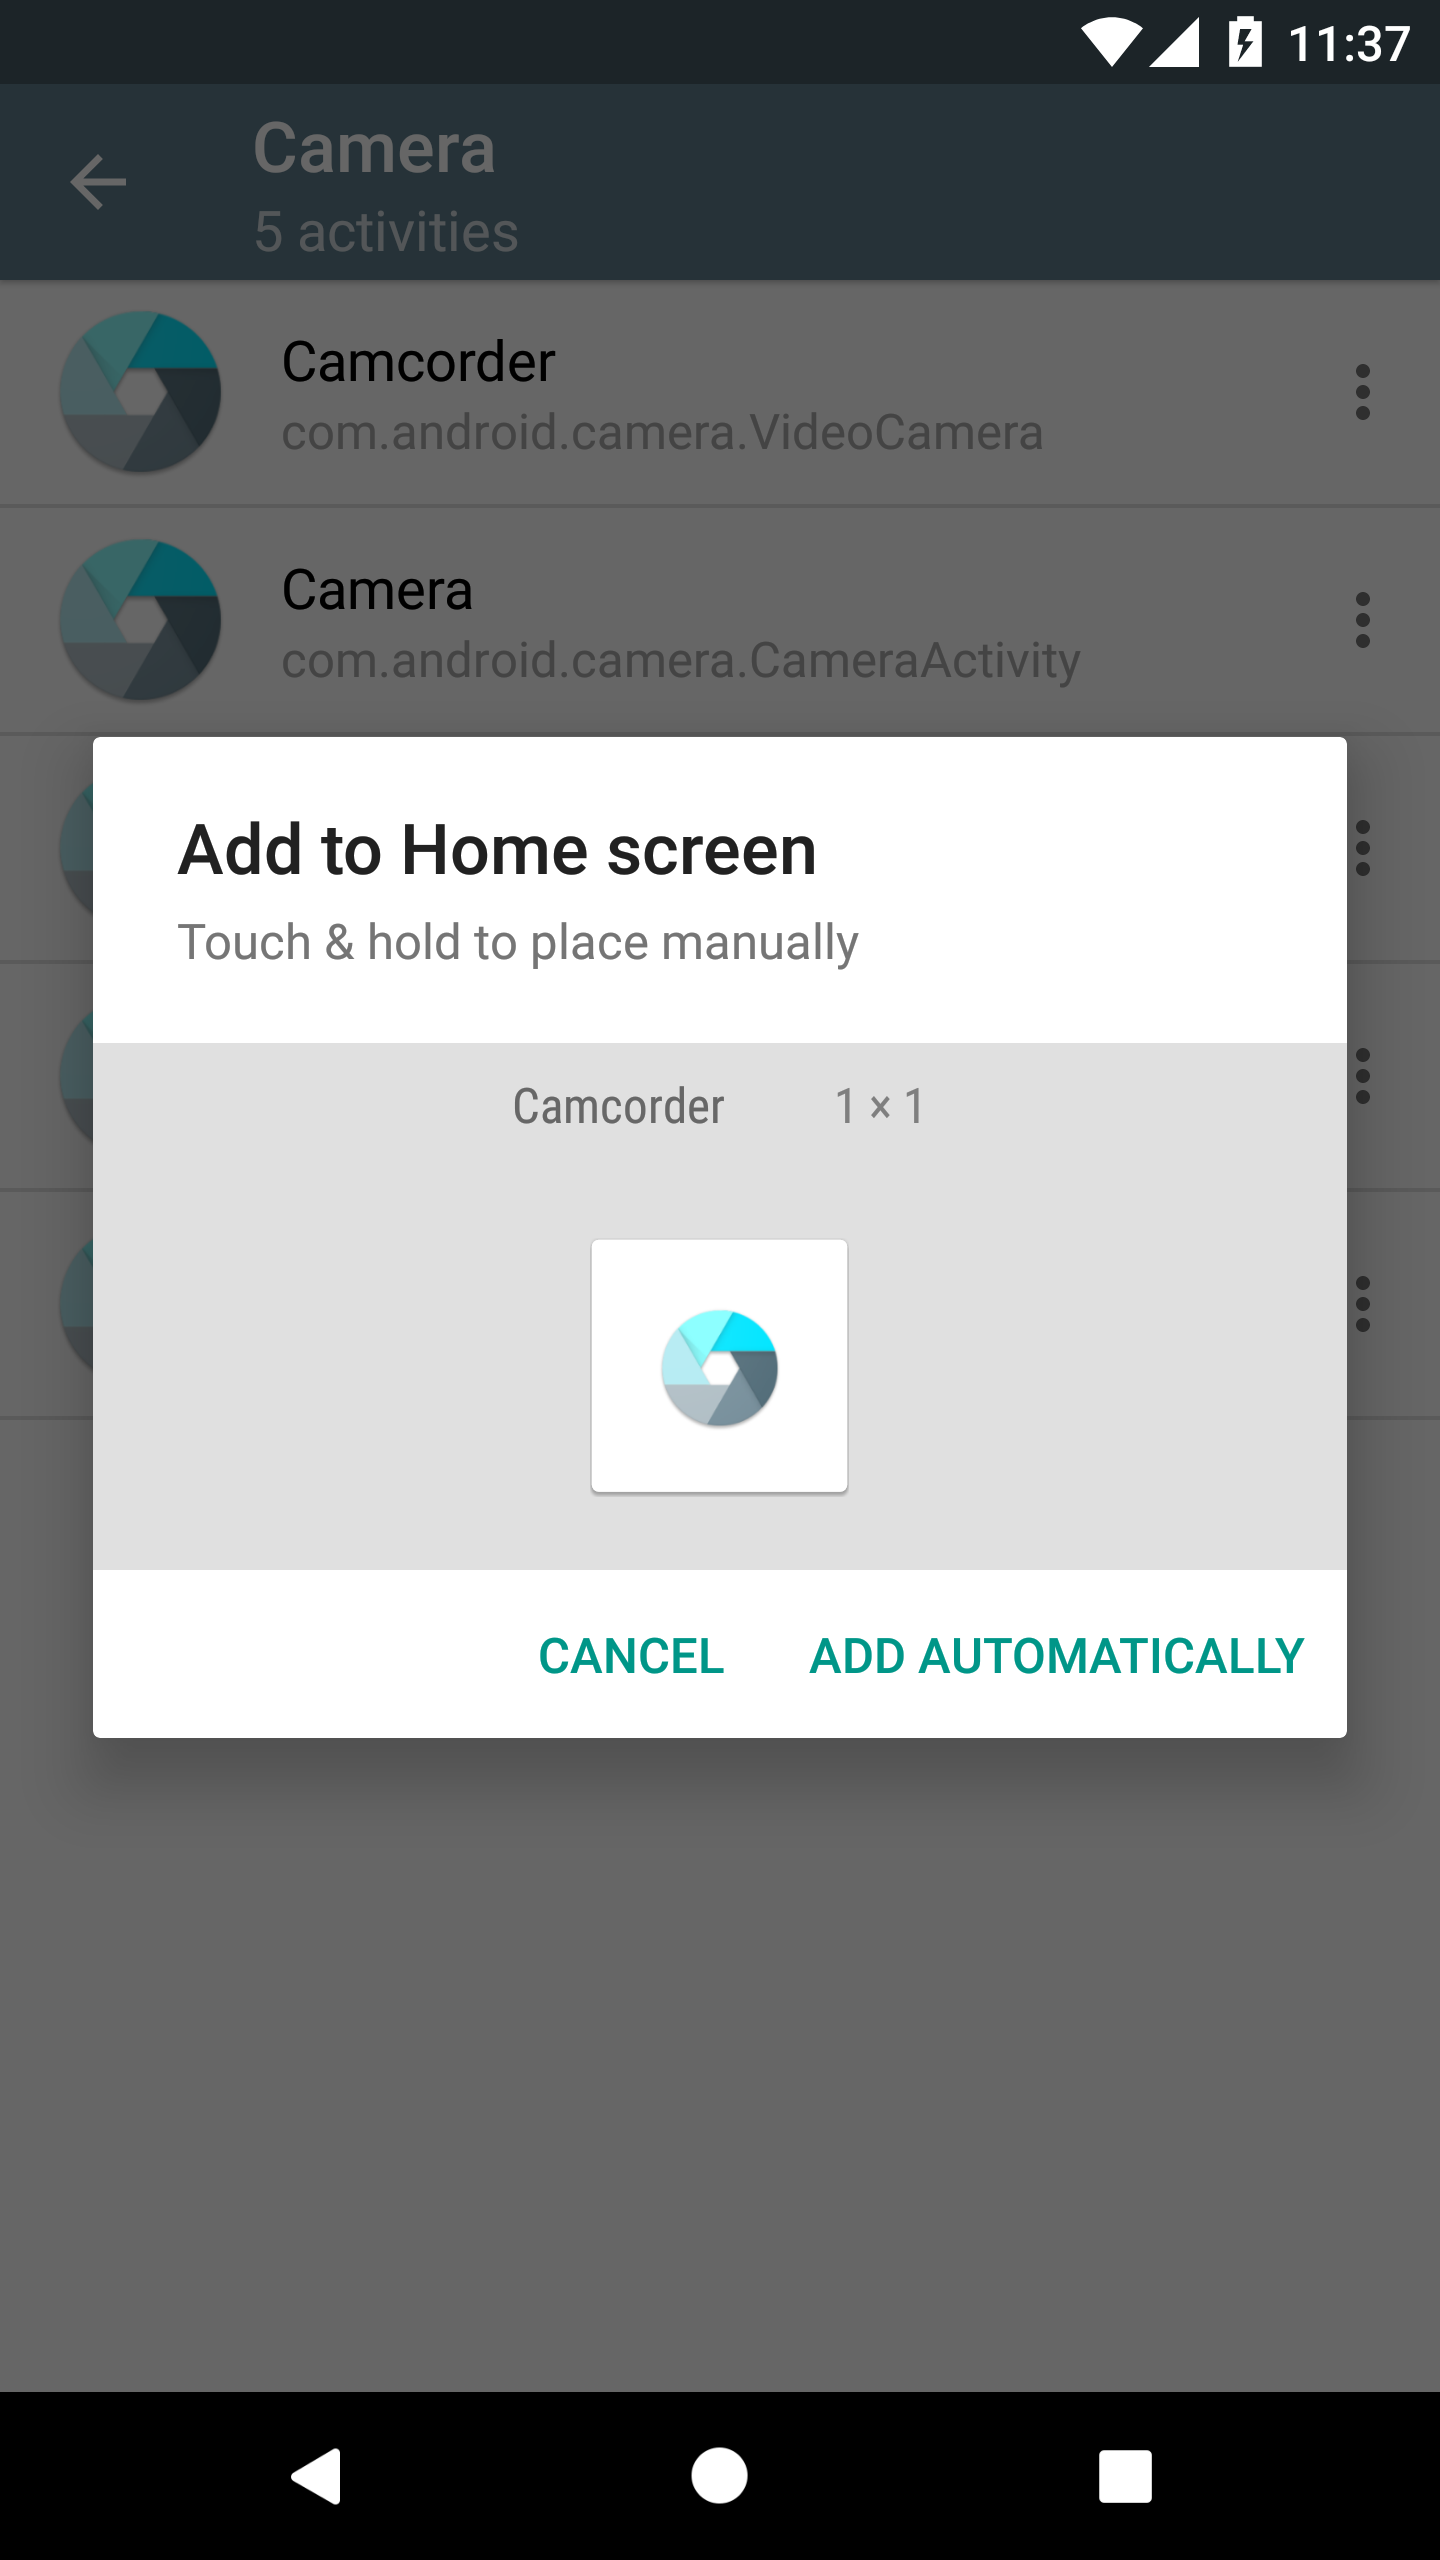 11:37
Camera
5 activities
Camcorder
com.android.camera.VideoCamera
Camera
com.android.camera.CameraActivity
Add to Home screen
Touch & hold to place manually
Camcorder 1 × 1
CANCEL ADD AUTOMATICALLY